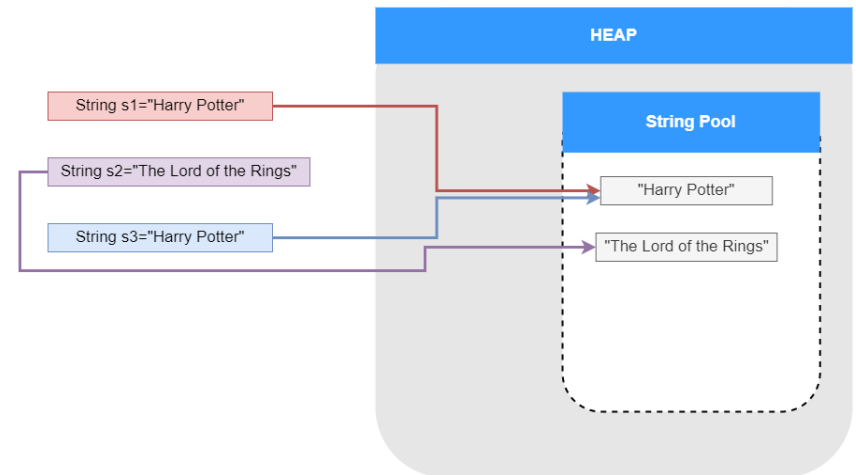 HEAP
String s1="Harry Potter"
String Pool
String s2="The Lord of the Rings"
"Harry Potter"
String s3="Harry Potter"
"The Lord of the Rings"